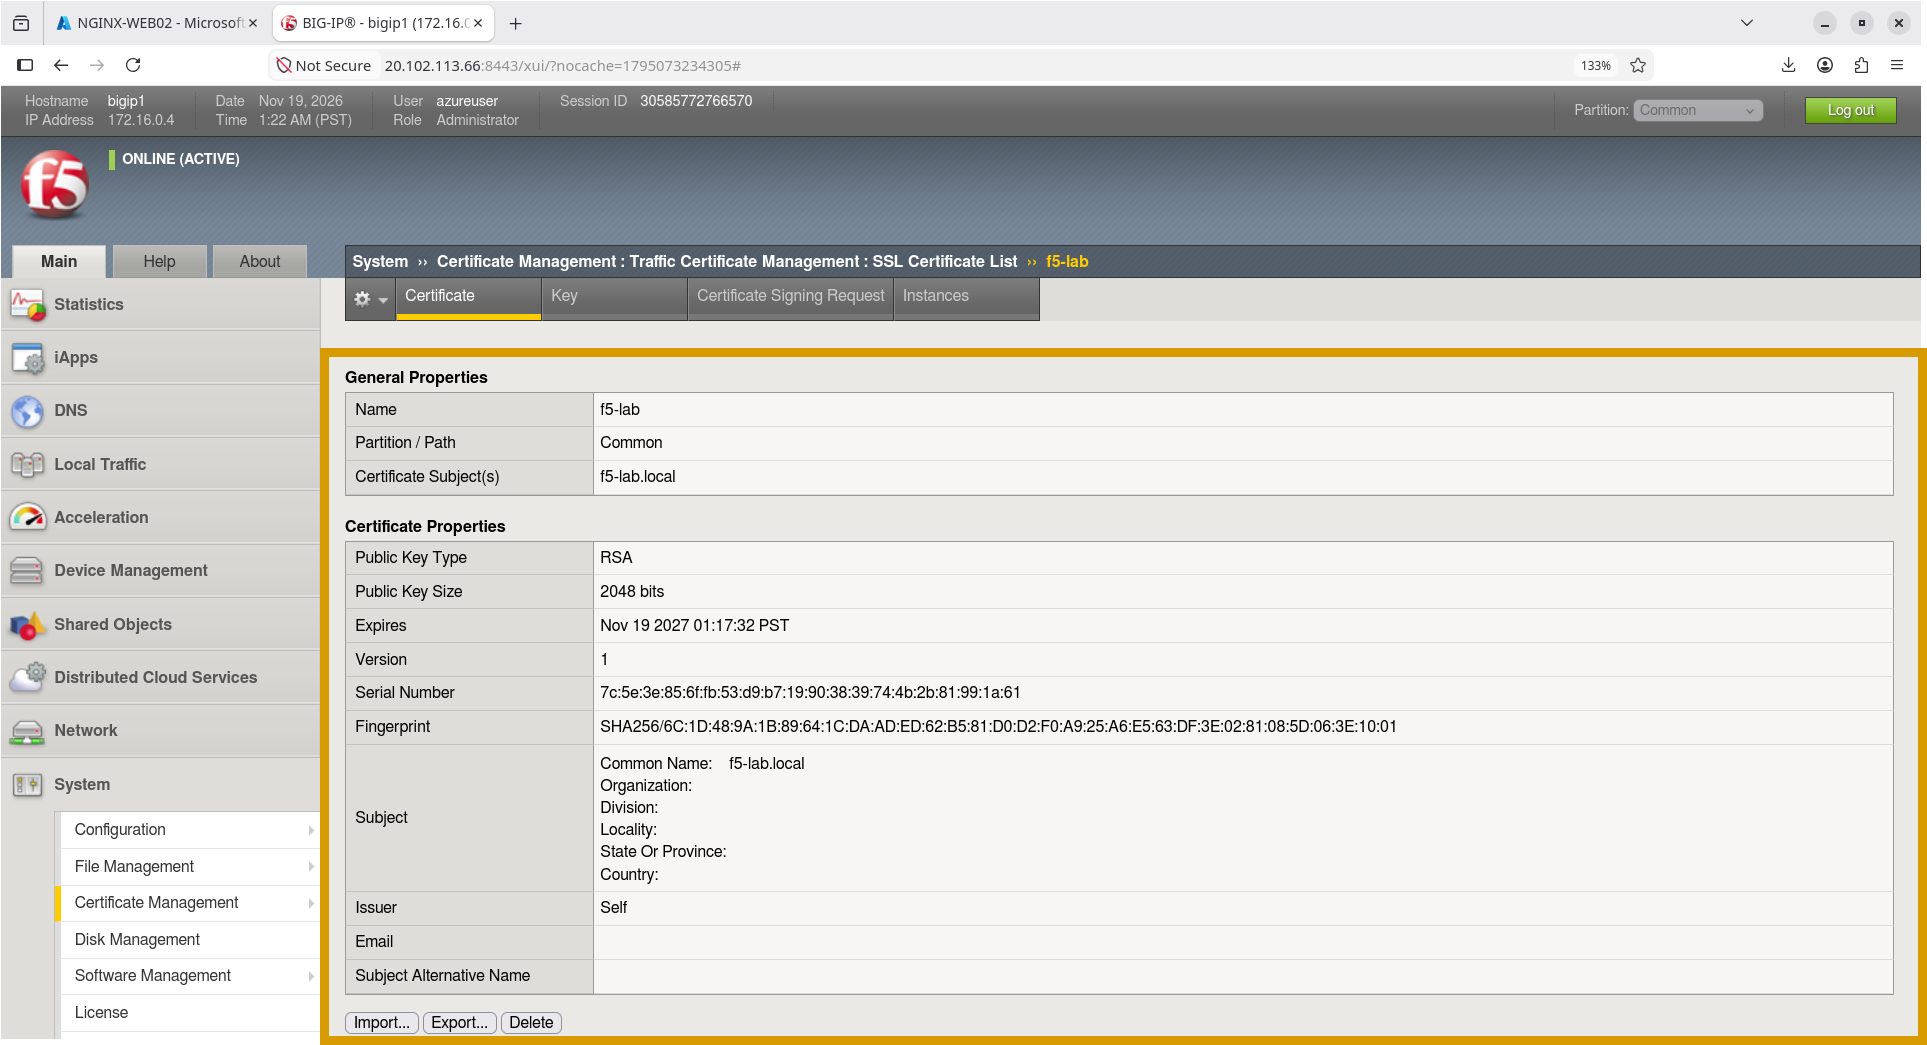 NGINX-WEB02 - Microsoft
BIG-IP® - bigip1 (172.16.0
Not Secure 20.102.113.66:8443/xui/?nocache=1795073234305#
133%
Hostname bigip1
IP Address 172.16.0.4
Date Nov 19, 2026
Time 1:22 AM (PST)
User azureuser
Role Administrator
Session ID 30585772766570
Partition: Common
Log out
f5
ONLINE (ACTIVE)
Main Help About
System ›› Certificate Management : Traffic Certificate Management : SSL Certificate List ›› f5-lab
Certificate Key Certificate Signing Request Instances
Statistics
iApps
DNS
Local Traffic
Acceleration
Device Management
Shared Objects
Distributed Cloud Services
Network
System
Configuration
File Management
Certificate Management
Disk Management
Software Management
License
General Properties
Name f5-lab
Partition / Path Common
Certificate Subject(s) f5-lab.local
Certificate Properties
Public Key Type RSA
Public Key Size 2048 bits
Expires Nov 19 2027 01:17:32 PST
Version 1
Serial Number 7c:5e:3e:85:6f:fb:53:d9:b7:19:90:38:39:74:4b:2b:81:99:1a:61
Fingerprint SHA256/6C:1D:48:9A:1B:89:64:1C:DA:AD:ED:62:B5:81:D0:D2:F0:A9:25:A6:E5:63:DF:3E:02:81:08:5D:06:3E:10:01
Subject
Common Name: f5-lab.local
Organization:
Division:
Locality:
State Or Province:
Country:
Issuer Self
Email
Subject Alternative Name
Import... Export... Delete